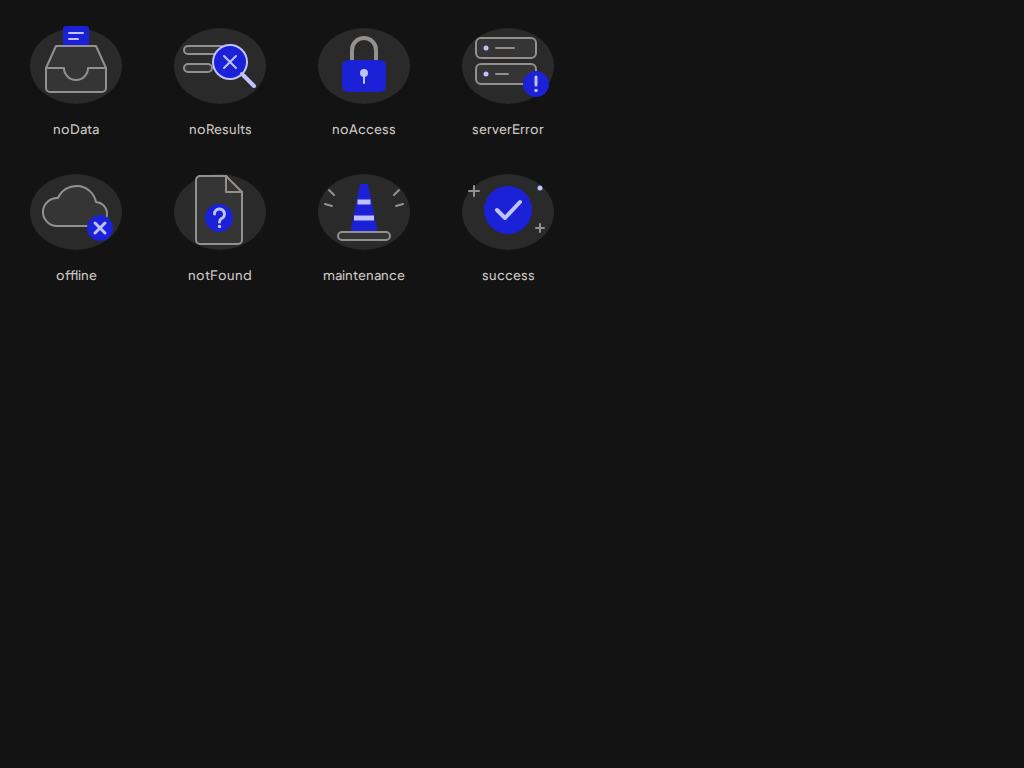 noData
noResults
noAccess
serverError
offline
notFound
maintenance
success